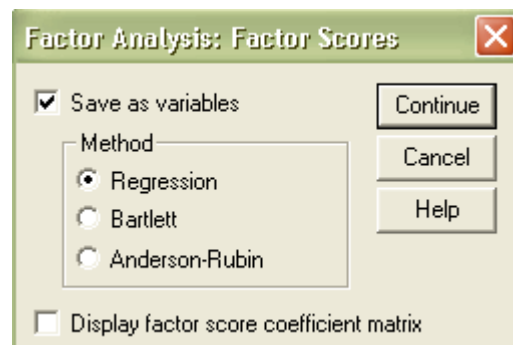 Factor Analysis: Factor Scores
Save as variables
Continue
Method
Cancel
Regression
Help
Bartlett
Anderson-Rubin
Display factor score coefficient matrix